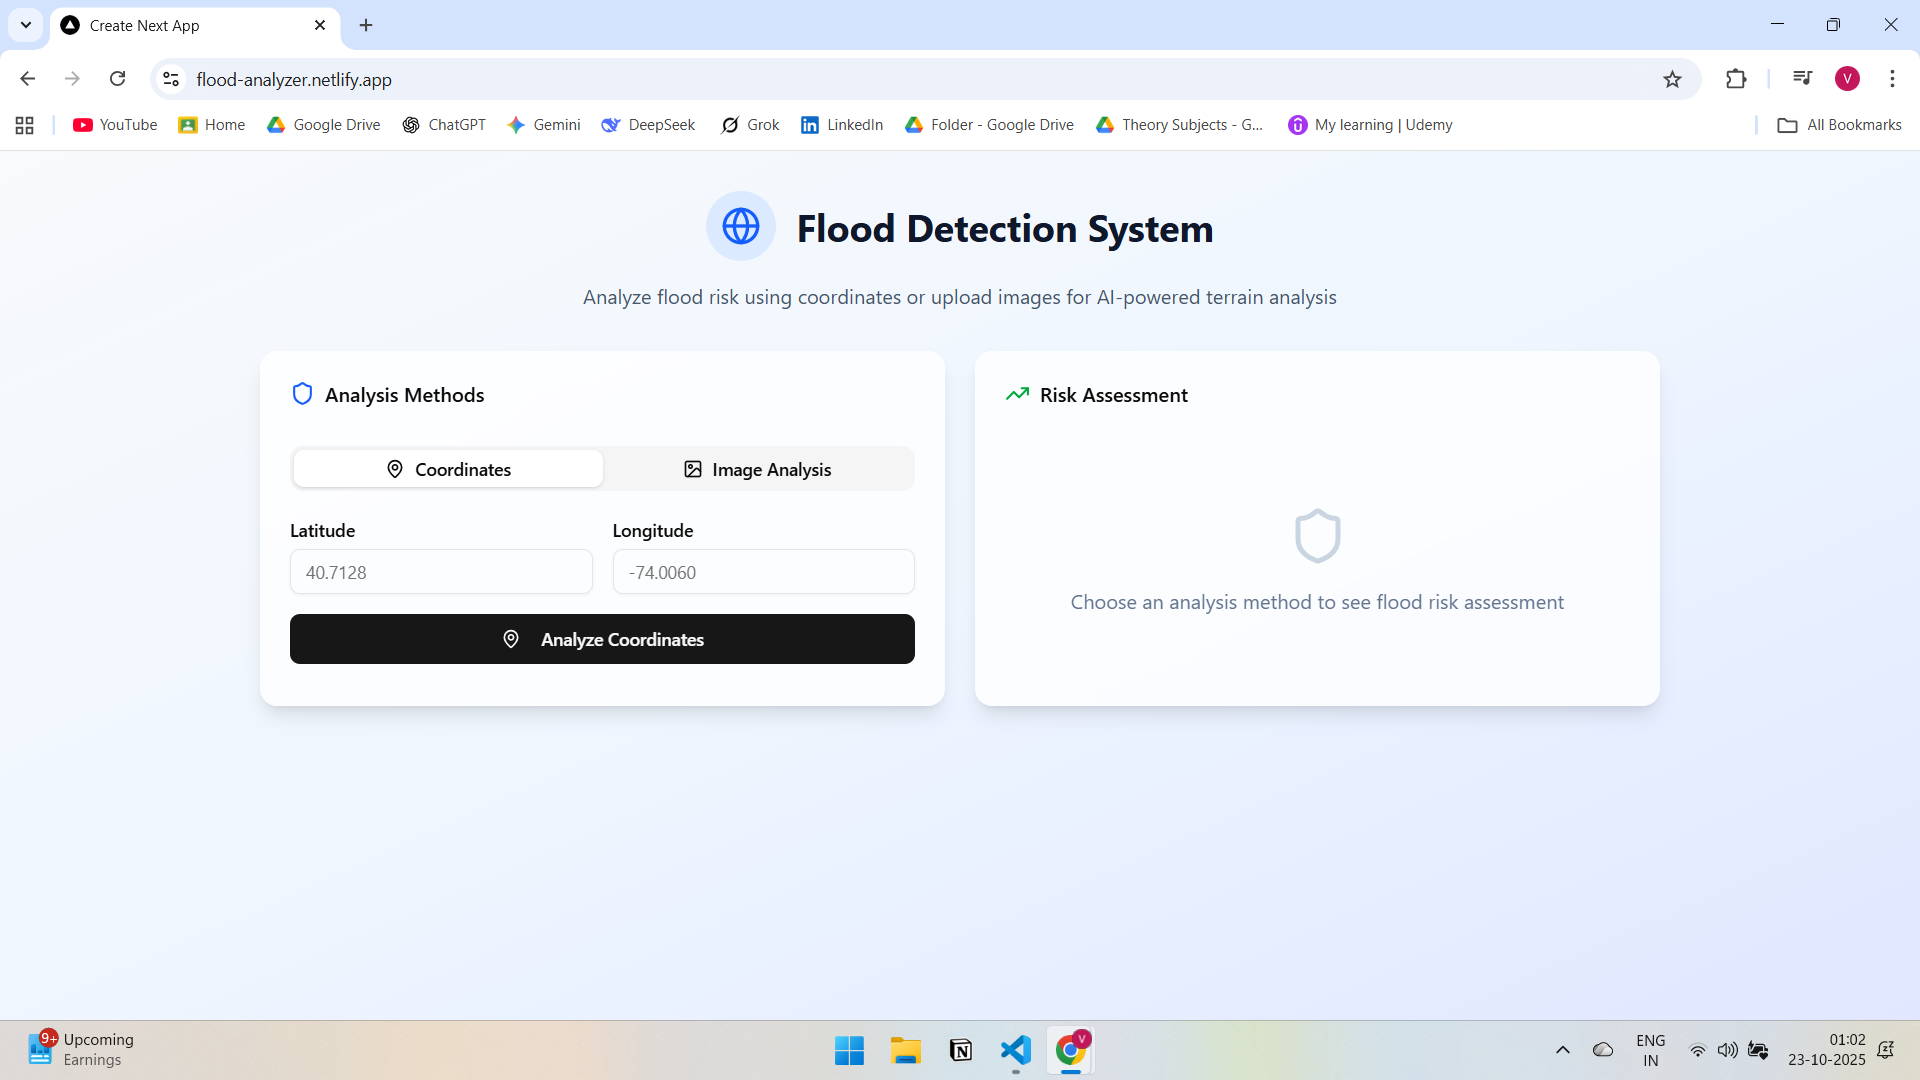 Create Next App
flood-analyzer.netlify.app
V
YouTube
Home
Google Drive
ChatGPT
Gemini
DeepSeek
Grok
LinkedIn
Folder - Google Drive
Theory Subjects - G...
My learning | Udemy
All Bookmarks
Flood Detection System
Analyze flood risk using coordinates or upload images for AI-powered terrain analysis
Analysis Methods
Coordinates
Image Analysis
Latitude
Longitude
40.7128
-74.0060
Analyze Coordinates
Risk Assessment
Choose an analysis method to see flood risk assessment
9+
Upcoming
Earnings
V
ENG
IN
01:02
23-10-2025